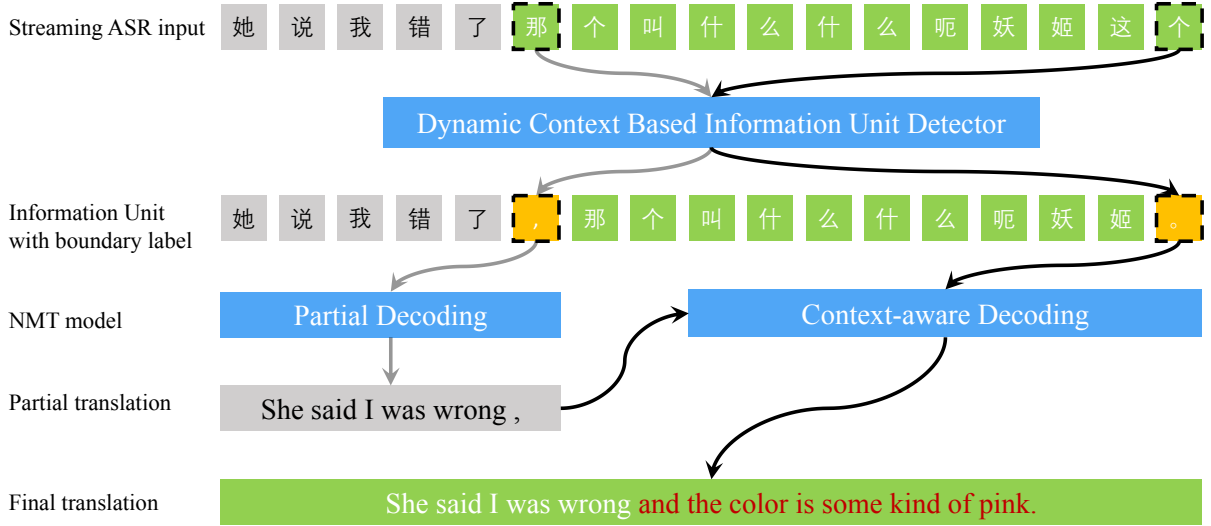 Streaming ASR input 她 说 我 错 了 那 个 叫 什 么 什 么 呃 妖 姬 这 个
Dynamic Context Based Information Unit Detector
Information Unit
with boundary label
她 说 我 错 了 , 那 个 叫 什 么 什 么 呃 妖 姬 。
NMT model
Partial Decoding
Context-aware Decoding
Partial translation
She said I was wrong ,
Final translation
She said I was wrong and the color is some kind of pink.